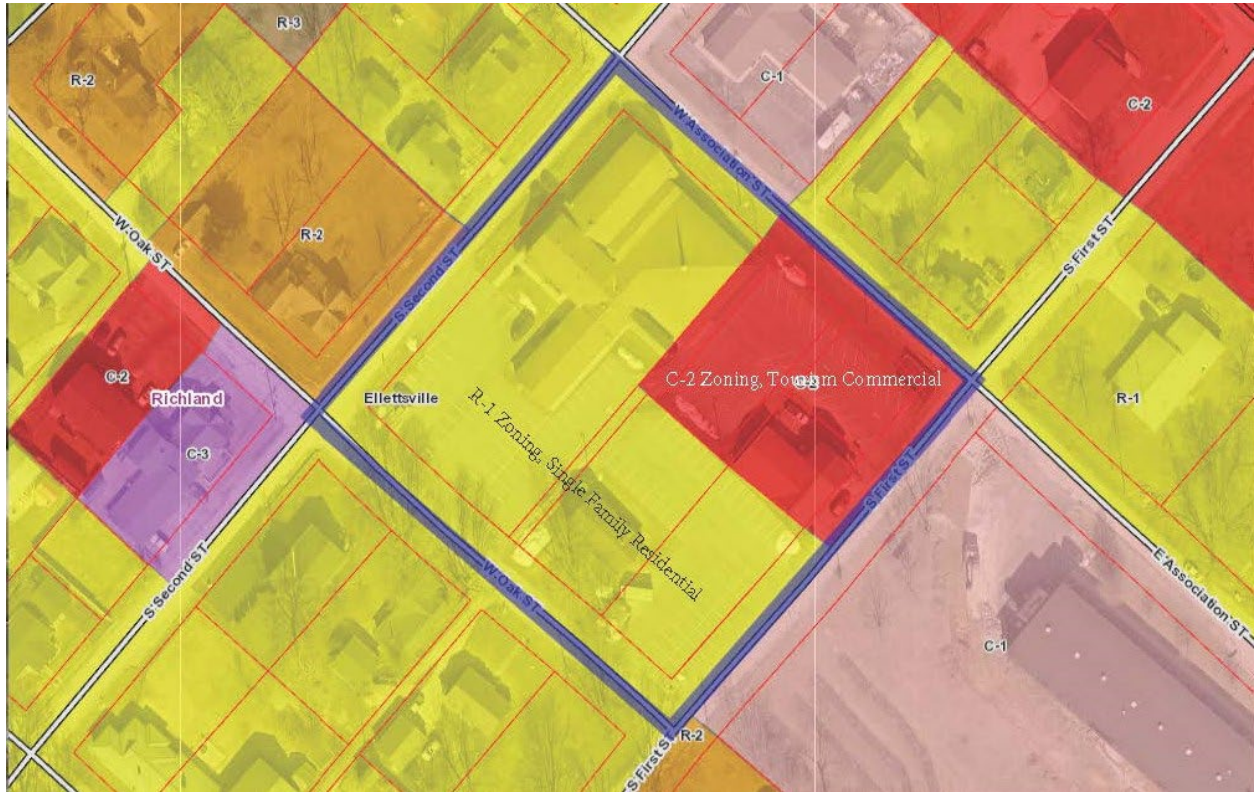 R-3
R-2
C-1
C-2
W Association ST
W Oak ST
R-2
S Second ST
S First ST
C-2
Richland
C-3
Ellettsville
C-2 Zoning, Tourism Commercial
C-2
R-1 Zoning, Single Family Residential
R-1
S First ST
S Second ST
W Oak ST
E Association ST
C-1
R-2
S First ST